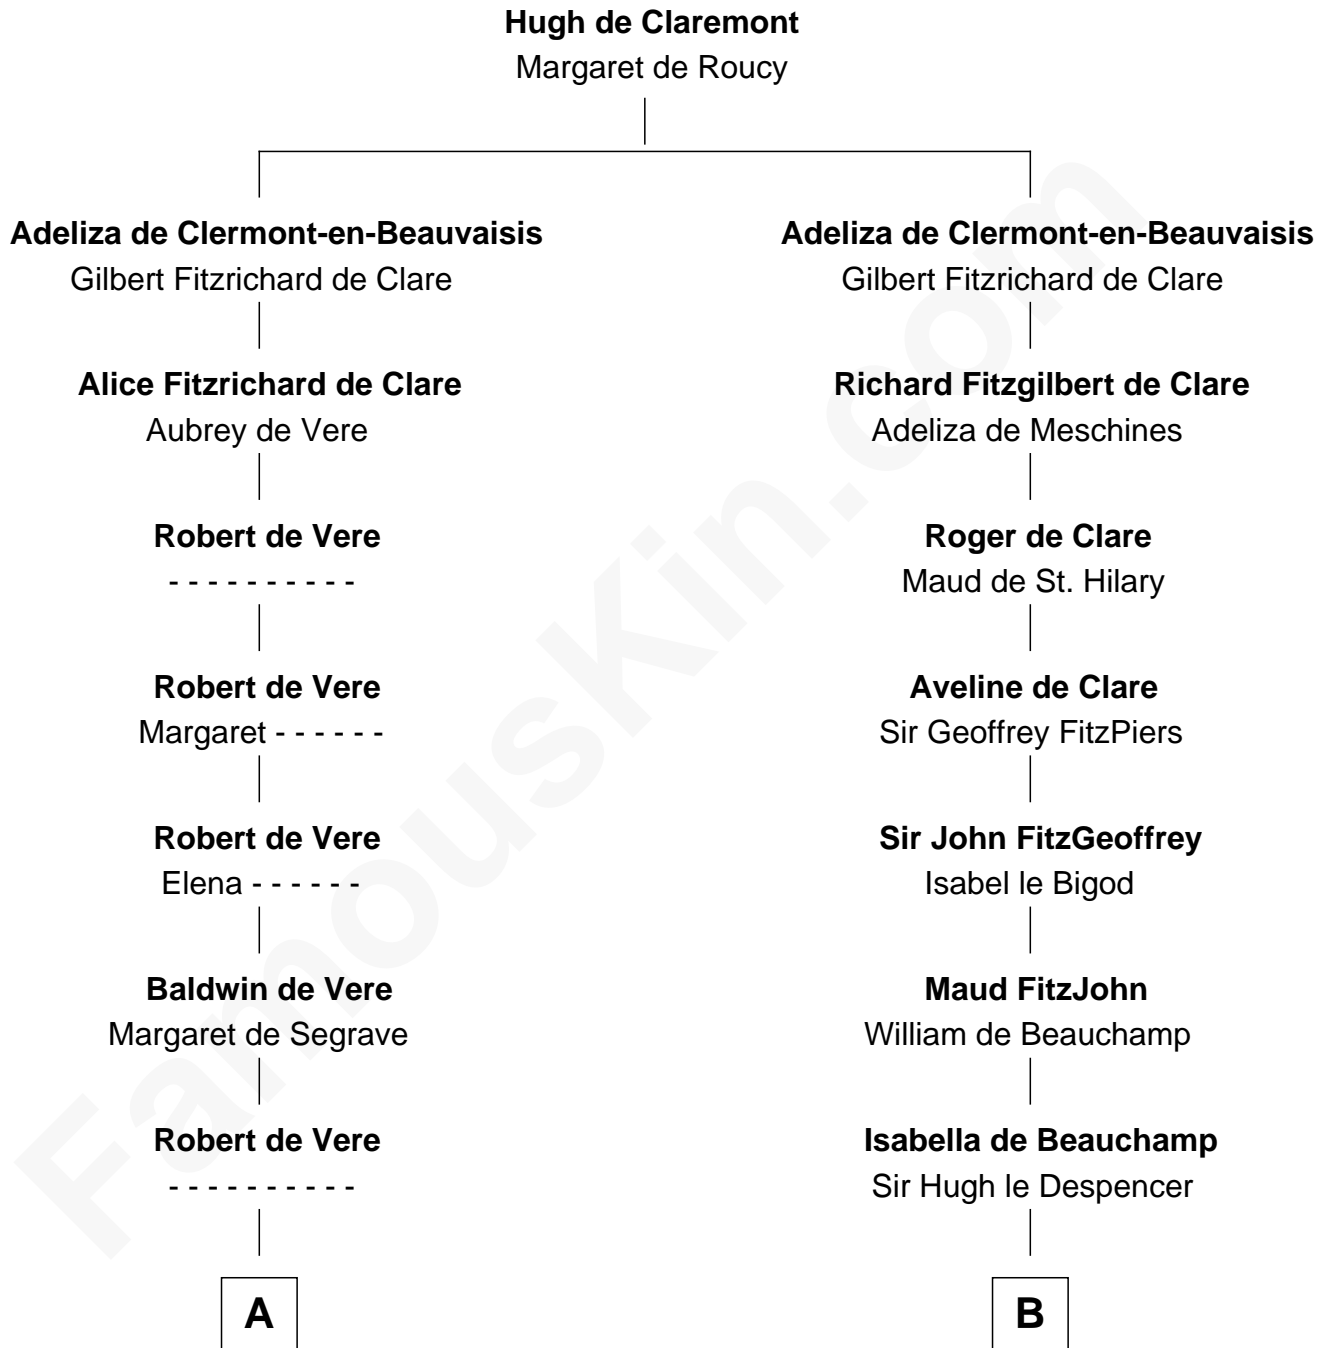 Hugh de Claremont
Margaret de Roucy
Adeliza de Clermont-en-Beauvaisis
Gilbert Fitzrichard de Clare
Alice Fitzrichard de Clare
Aubrey de Vere
Robert de Vere
- - - - - - - - - -
Robert de Vere
Margaret - - - - - -
Robert de Vere
Elena - - - - - -
Baldwin de Vere
Margaret de Segrave
Robert de Vere
- - - - - - - - - -
A
Adeliza de Clermont-en-Beauvaisis
Gilbert Fitzrichard de Clare
Richard Fitzgilbert de Clare
Adeliza de Meschines
Roger de Clare
Maud de St. Hilary
Aveline de Clare
Sir Geoffrey FitzPiers
Sir John FitzGeoffrey
Isabel le Bigod
Maud FitzJohn
William de Beauchamp
Isabella de Beauchamp
Sir Hugh le Despencer
B
FamousKin.com